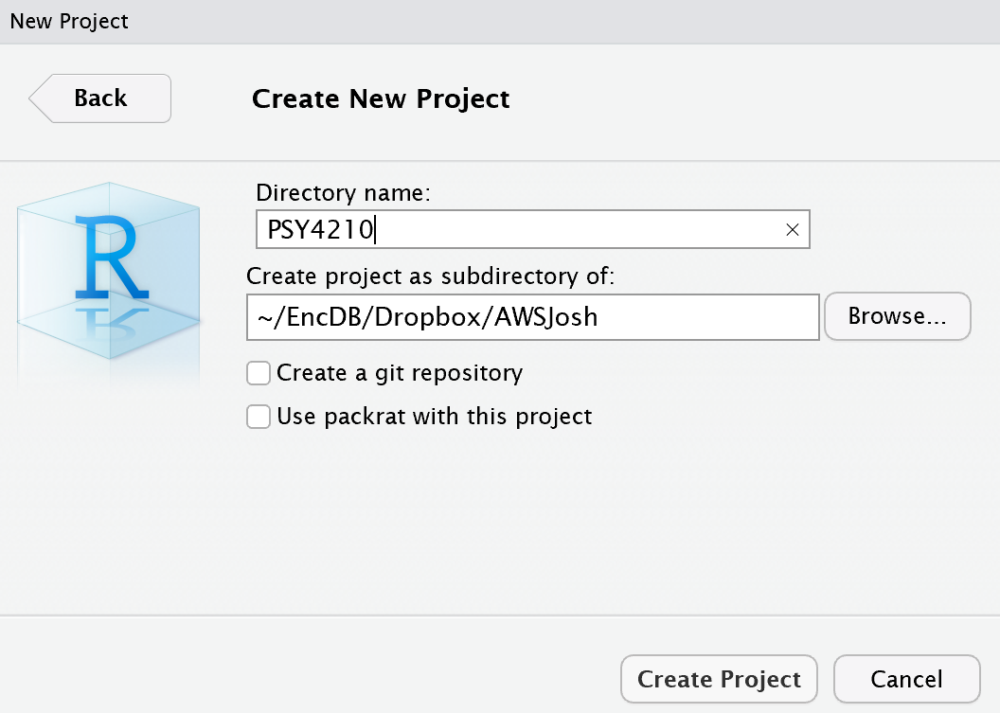 New Project
Back
Create New Project
R
Directory name:
PSY4210
Create project as subdirectory of:
~/EncDB/Dropbox/AWSJosh
Browse...
Create a git repository
Use packrat with this project
Create Project
Cancel